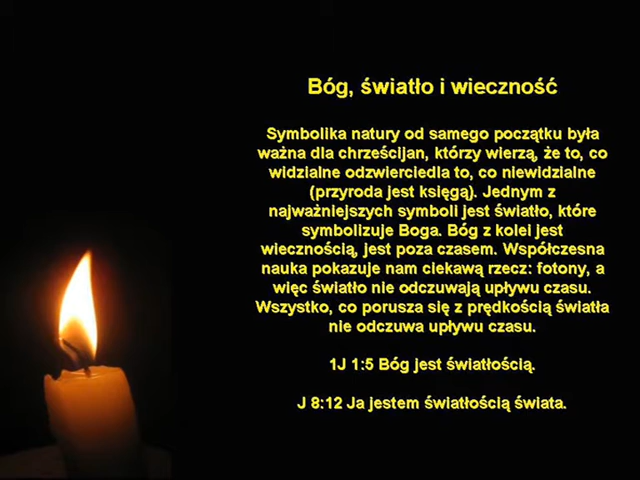 Bóg, światło i wieczność
Symbolika natury od samego początku była
ważna dla chrześcijan, którzy wierzą, że to, co
widzialne odzwierciedla to, co niewidzialne
(przyroda jest księgą). Jednym z
najważniejszych symboli jest światło, które
symbolizuje Boga. Bóg z kolei jest
wiecznością, jest poza czasem. Współczesna
nauka pokazuje nam ciekawą rzecz: fotony, a
więc światło nie odczuwają upływu czasu.
Wszystko, co porusza się z prędkością światła
nie odczuwa upływu czasu.
1J 1:5 Bóg jest światłością.
J 8:12 Ja jestem światłością świata.